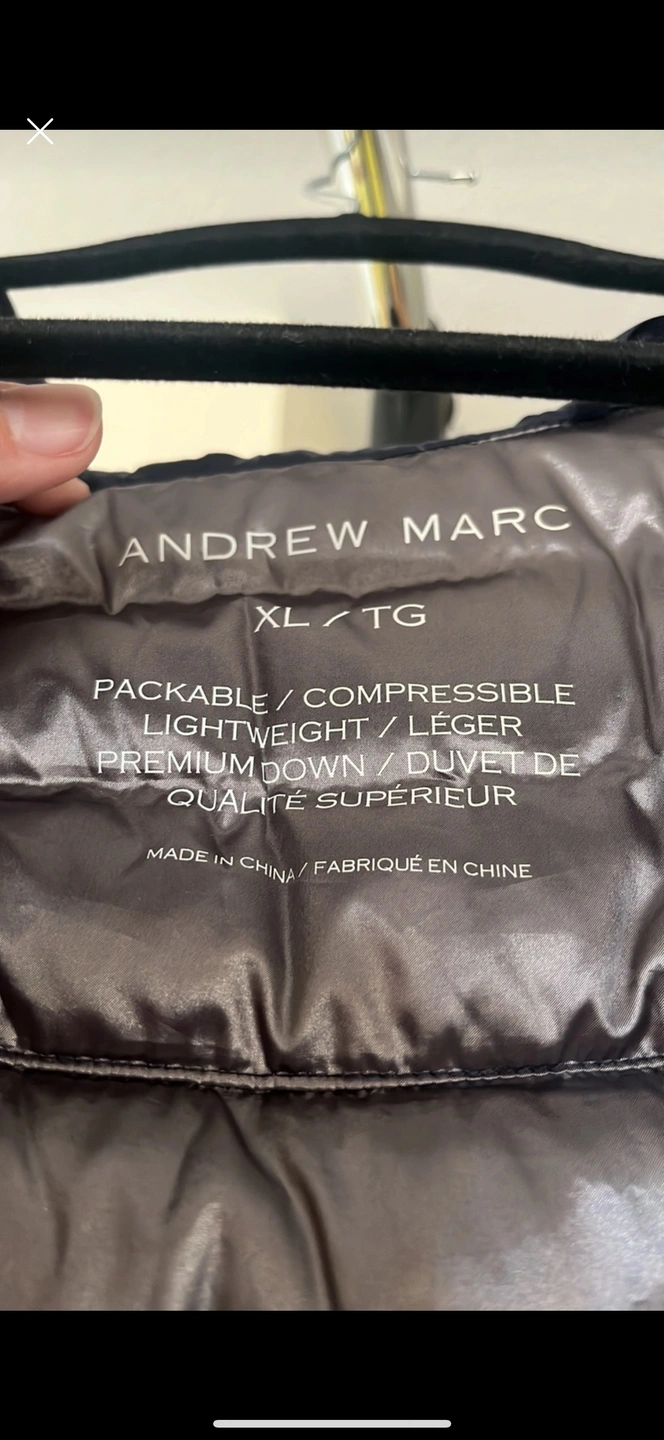 ANDREW MARC
XL / TG
PACKABLE / COMPRESSIBLE
LIGHTWEIGHT / LÉGER
PREMIUM DOWN / DUVET DE
QUALITÉ SUPÉRIEUR
MADE IN CHINA / FABRIQUÉ EN CHINE